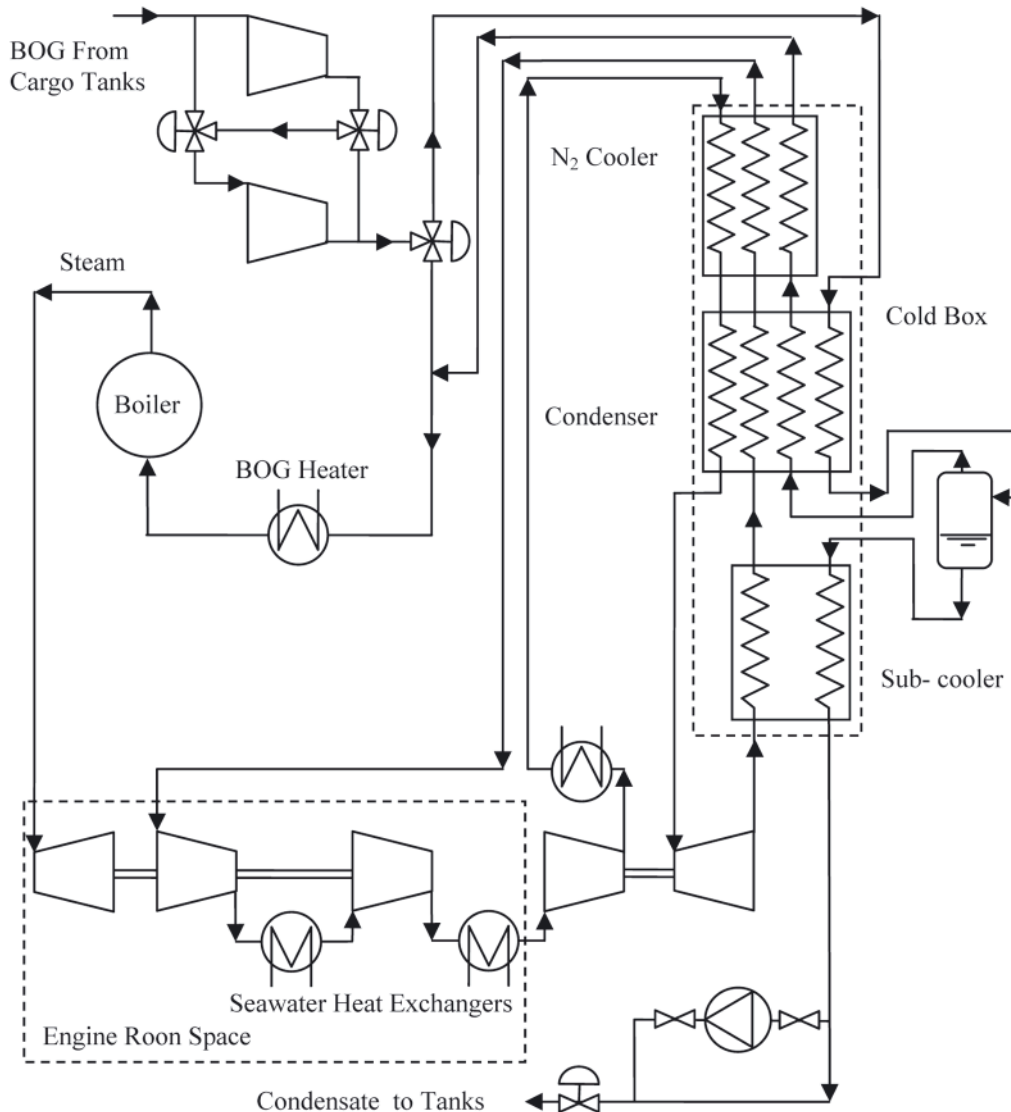 BOG From
Cargo Tanks
N₂ Cooler
Steam
Cold Box
Boiler
Condenser
BOG Heater
Sub- cooler
Seawater Heat Exchangers
Engine Roon Space
Condensate to Tanks